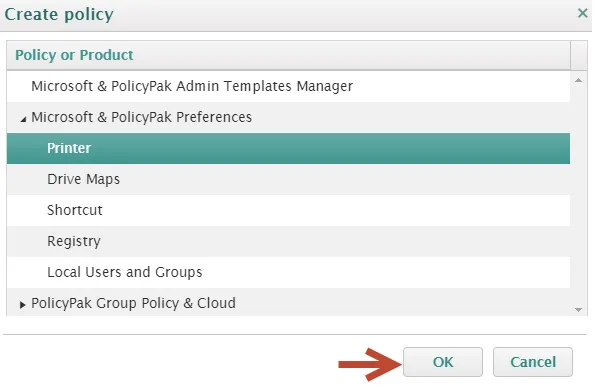 Create policy
Policy or Product
Microsoft & PolicyPak Admin Templates Manager
Microsoft & PolicyPak Preferences
Printer
Drive Maps
Shortcut
Registry
Local Users and Groups
PolicyPak Group Policy & Cloud
OK Cancel